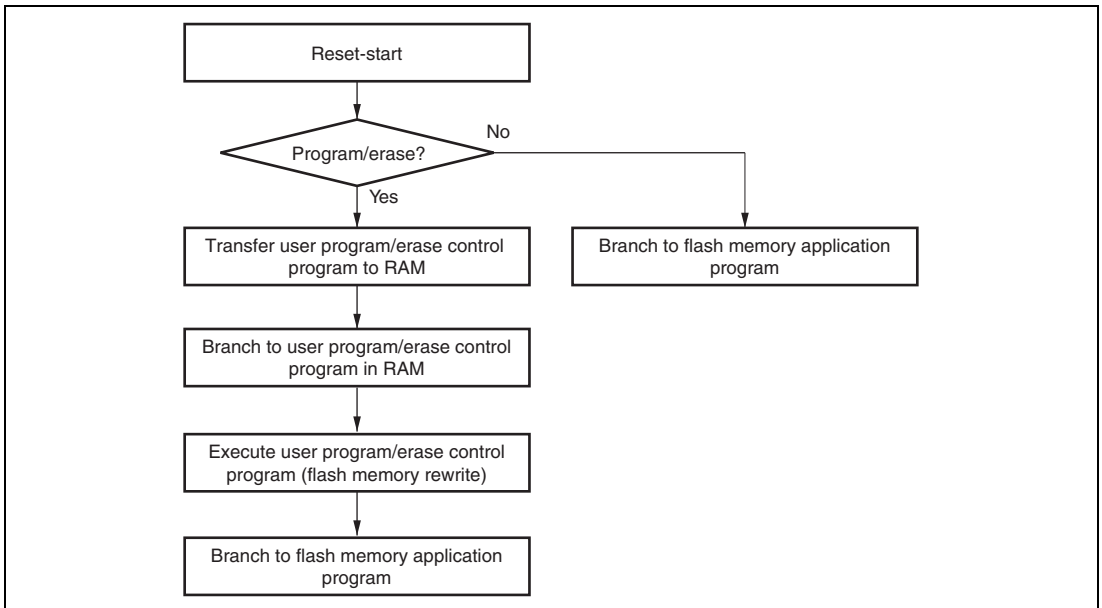 Reset-start
No
Program/erase?
Yes
Transfer user program/erase control
program to RAM
Branch to flash memory application
program
Branch to user program/erase control
program in RAM
Execute user program/erase control
program (flash memory rewrite)
Branch to flash memory application
program